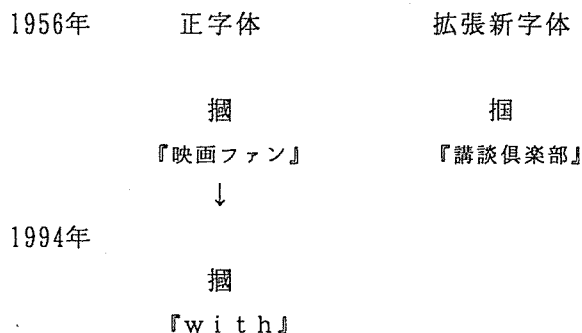 1956年 正字体 拡張新字体
摑 掴
『映画ファン』 『講談倶楽部』
↓
1994年
摑
『with』